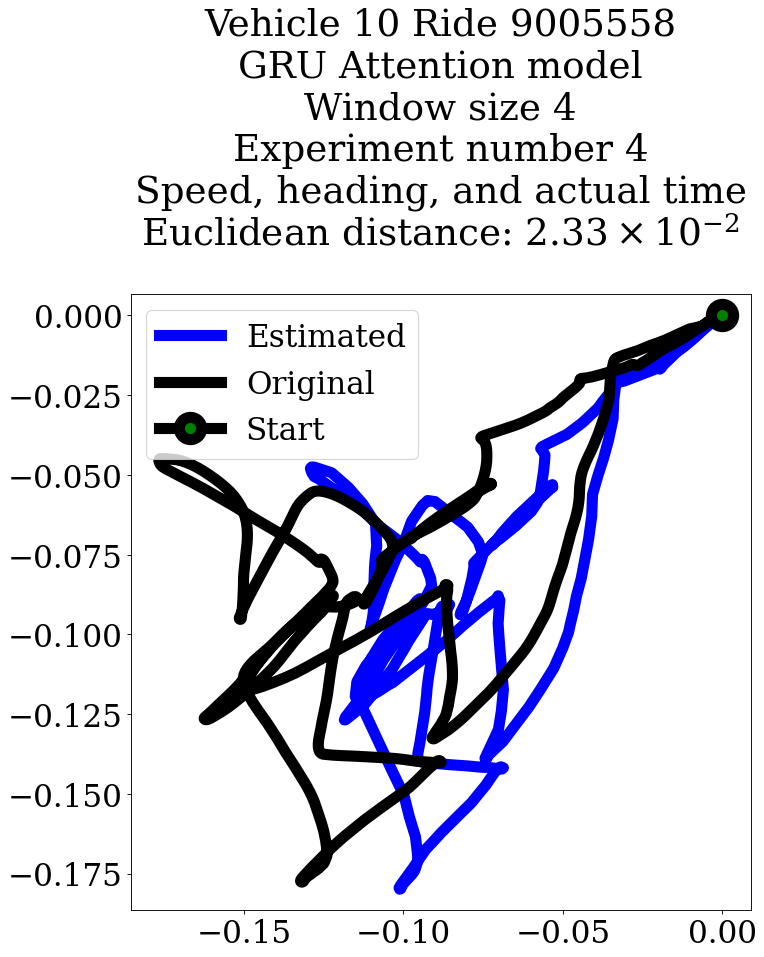 Vehicle 10 Ride 9005558
GRU Attention model
Window size 4
Experiment number 4
Speed, heading, and actual time
Euclidean distance: 2.33 × 10⁻²
Estimated
Original
Start
0.000
−0.025
−0.050
−0.075
−0.100
−0.125
−0.150
−0.175
−0.15 −0.10 −0.05 0.00